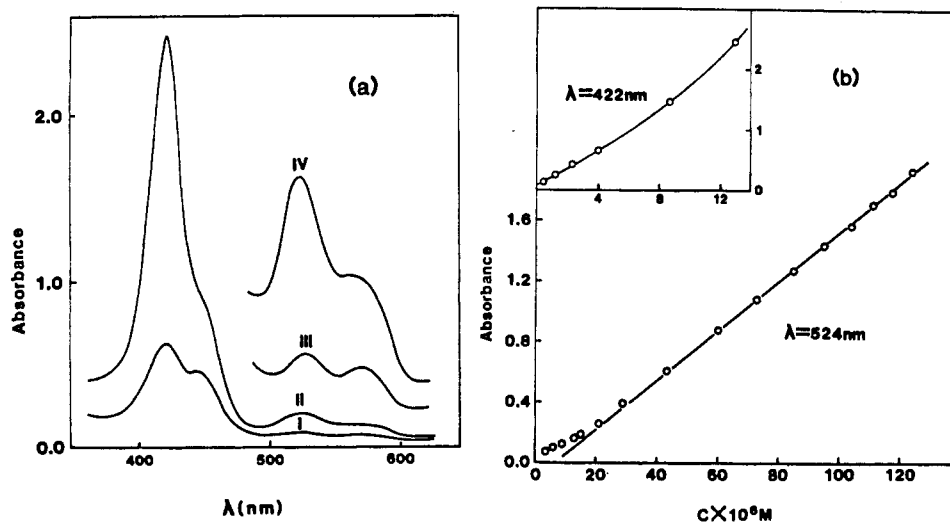 (a)
2.0
1.0
0.0
Absorbance
IV
III
II
I
400
500
600
λ(nm)
(b)
λ=422nm
2
1
0
4
8
12
1.6
1.2
0.8
0.4
0.0
Absorbance
λ=524nm
0
20
40
60
80
100
120
C×10⁶M